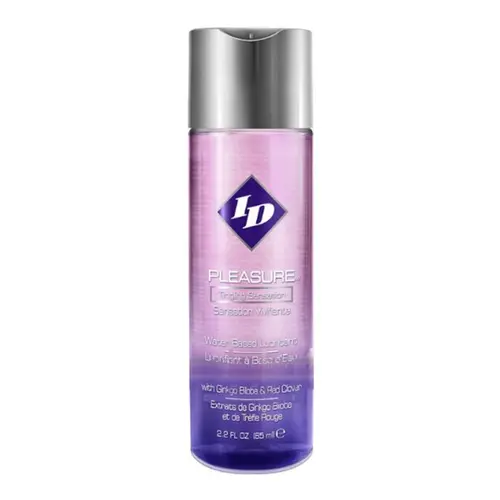 ID
PLEASURE
Tingling Sensation
Sensation Vivifiante
Water Based Lubricant
Lubrifiant à Base d'Eau
with Ginkgo Biloba & Red Clover
Extraits de Ginkgo Biloba
et de Trèfle Rouge
2.2 FL OZ (65 ml) CE